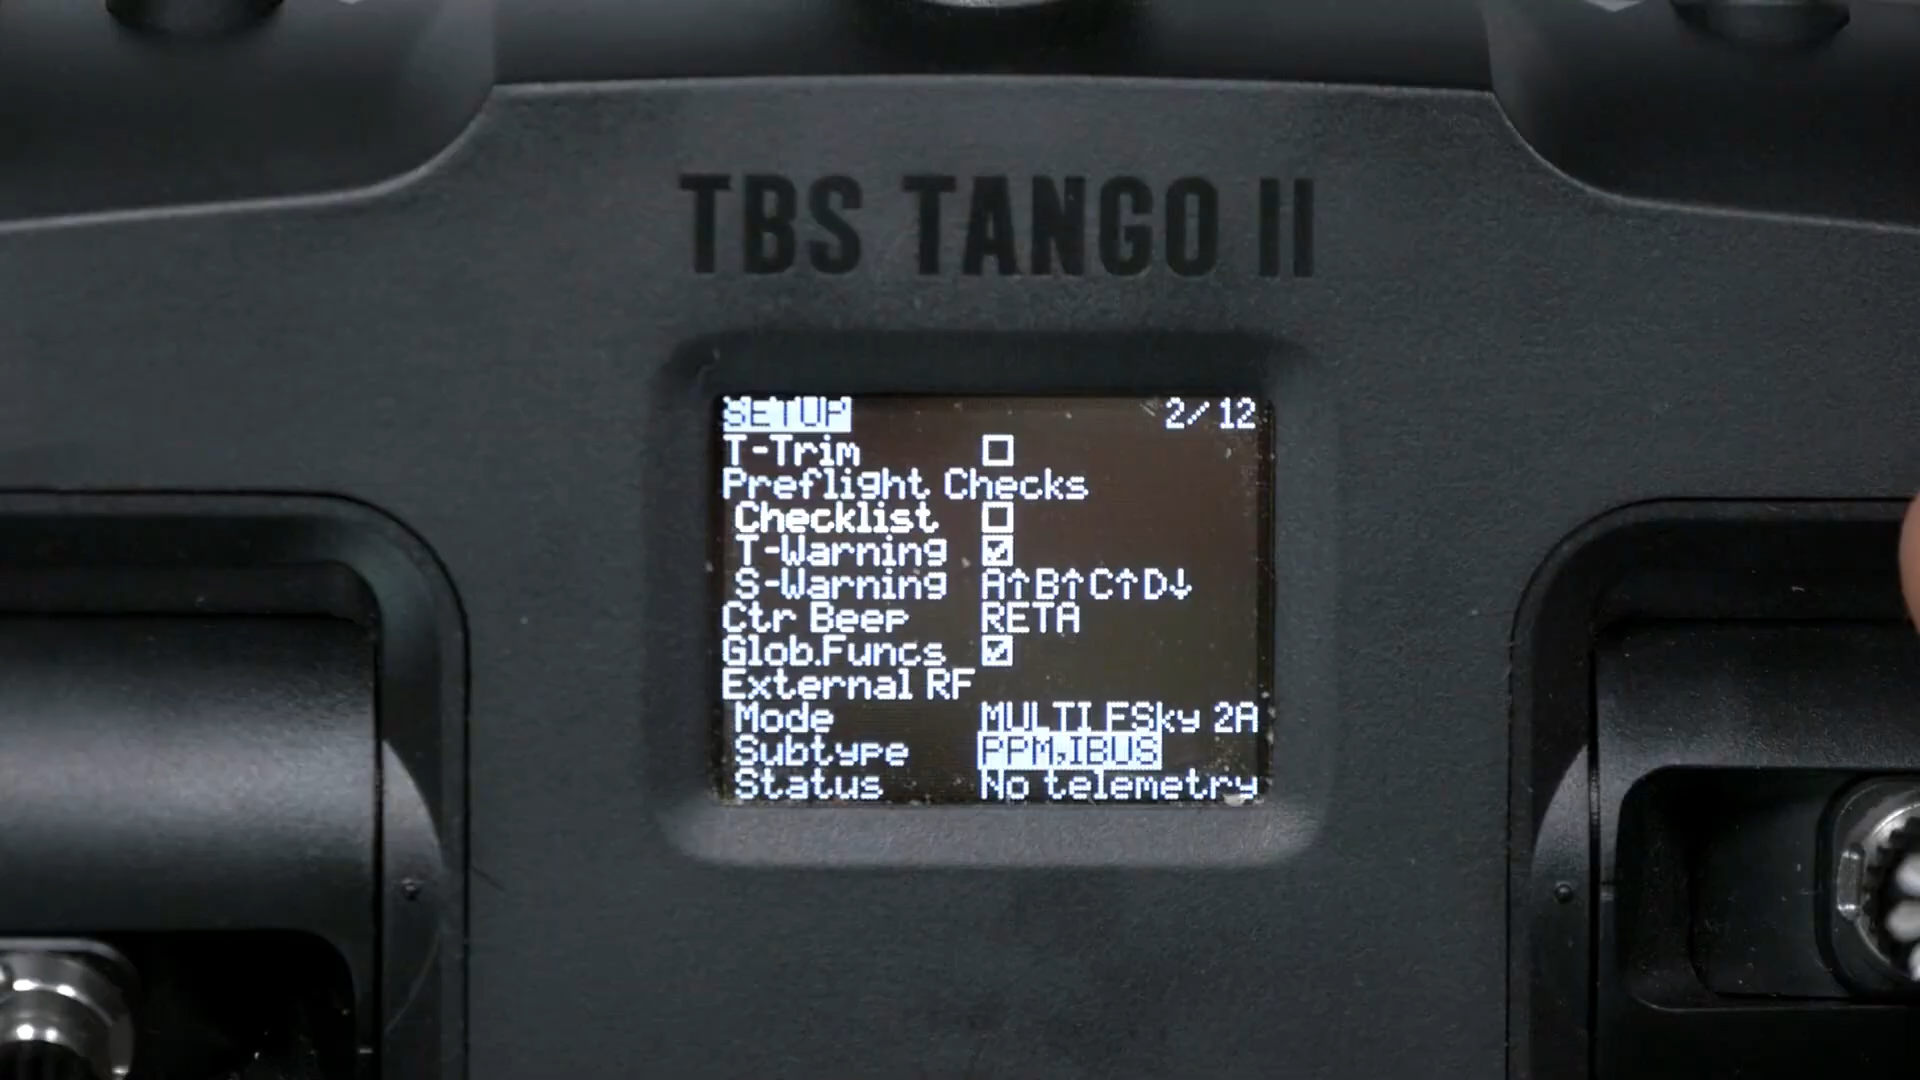 TBS TANGO II
SETUP 2/12
T-Trim
Preflight Checks
Checklist
T-Warning
S-Warning A↑B↑C↑D↓
Ctr Beep RETA
Glob.Funcs
External RF
Mode MULTI FSky 2A
Subtype PPM,IBUS
Status No telemetry